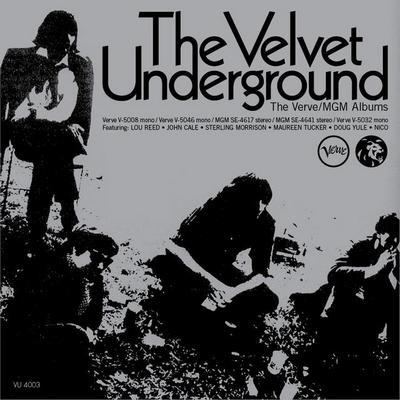 The Velvet
Underground
The Verve/MGM Albums
Verve V-5008 mono / Verve V-5046 mono / MGM SE-4617 stereo / MGM SE-4641 stereo / Verve V-5032 mono
Featuring: LOU REED • JOHN CALE • STERLING MORRISON • MAUREEN TUCKER • DOUG YULE • NICO
Verve
VU 4003